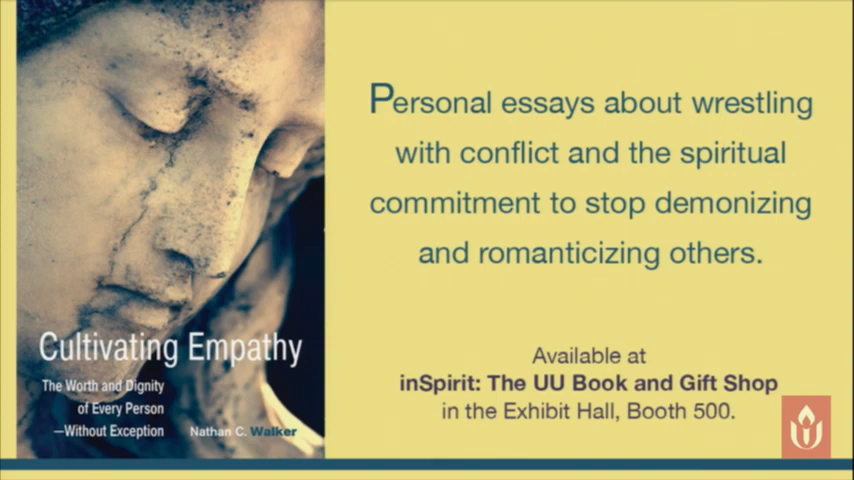 Cultivating Empathy
The Worth and Dignity
of Every Person
—Without Exception
Nathan C. Walker
Personal essays about wrestling
with conflict and the spiritual
commitment to stop demonizing
and romanticizing others.
Available at
inSpirit: The UU Book and Gift Shop
in the Exhibit Hall, Booth 500.